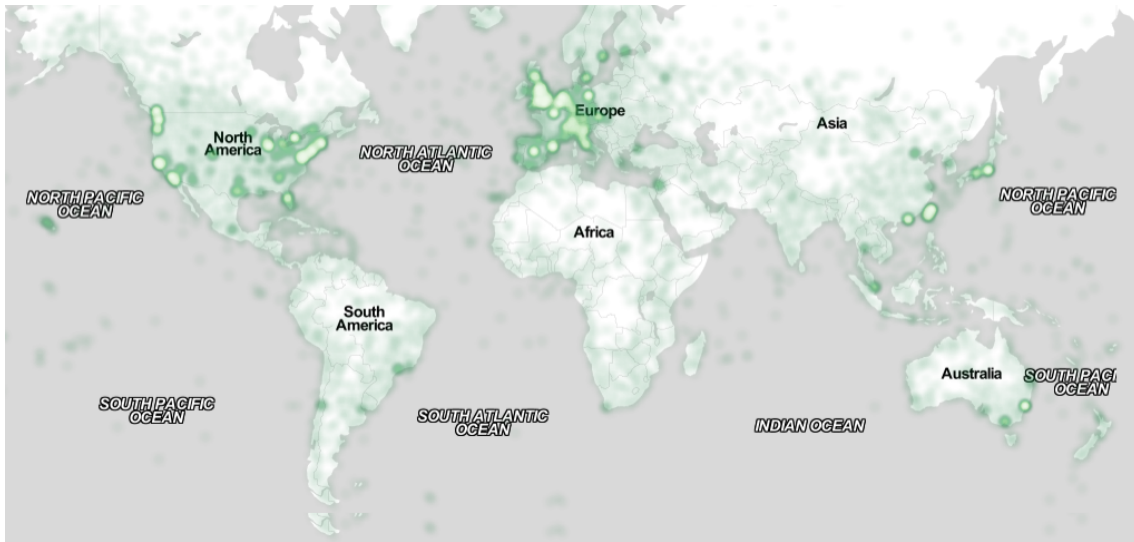 Europe
Asia
North
America
NORTH ATLANTIC
OCEAN
NORTH PACIFIC
OCEAN
NORTH PACIFIC
OCEAN
Africa
South
America
Australia
SOUTH PACI
OCEAN
SOUTH PACIFIC
OCEAN
SOUTH ATLANTIC
OCEAN
INDIAN OCEAN